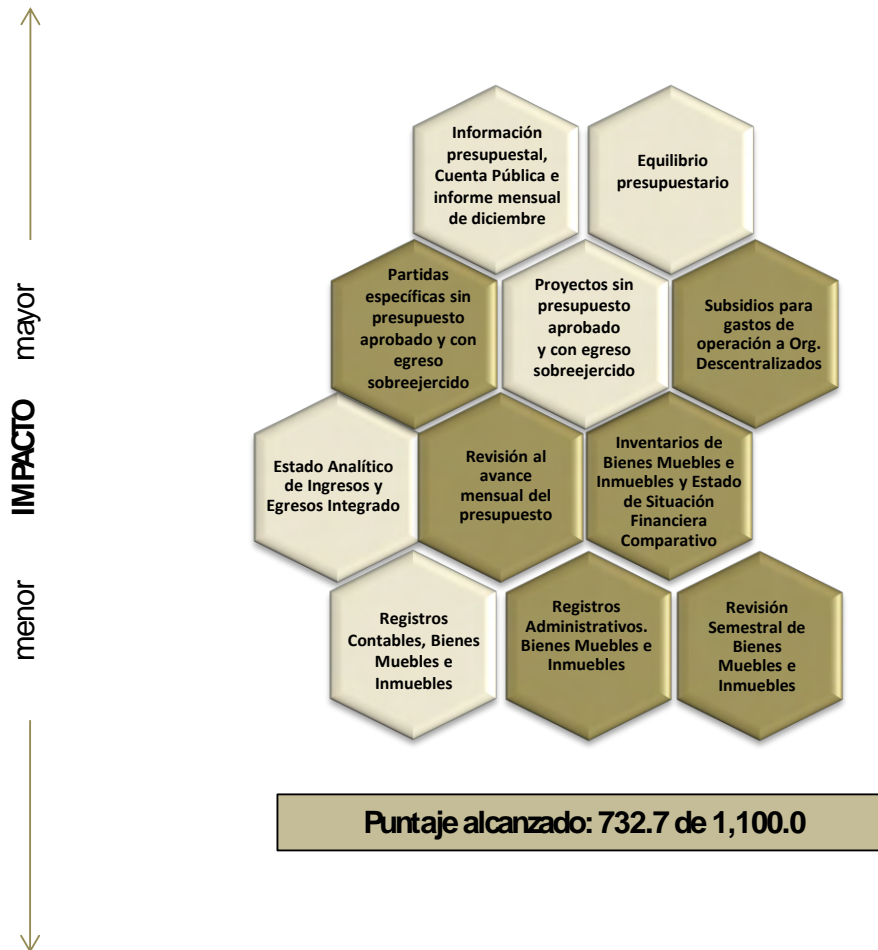 Información
presupuestal,
Cuenta Pública e
informe mensual
de diciembre
Equilibrio
presupuestario
Partidas
específicas sin
presupuesto
aprobado y con
egreso
sobreejercido
Proyectos sin
presupuesto
aprobado
y con egreso
sobreejercido
Subsidios para
gastos de
operación a Org.
Descentralizados
Estado Analítico
de Ingresos y
Egresos Integrado
Revisión al
avance
mensual del
presupuesto
Inventarios de
Bienes Muebles e
Inmuebles y Estado
de Situación
Financiera
Comparativo
Registros
Contables, Bienes
Muebles e
Inmuebles
Registros
Administrativos.
Bienes Muebles e
Inmuebles
Revisión
Semestral de
Bienes
Muebles e
Inmuebles
menor IMPACTO mayor
Puntaje alcanzado: 732.7 de 1,100.0